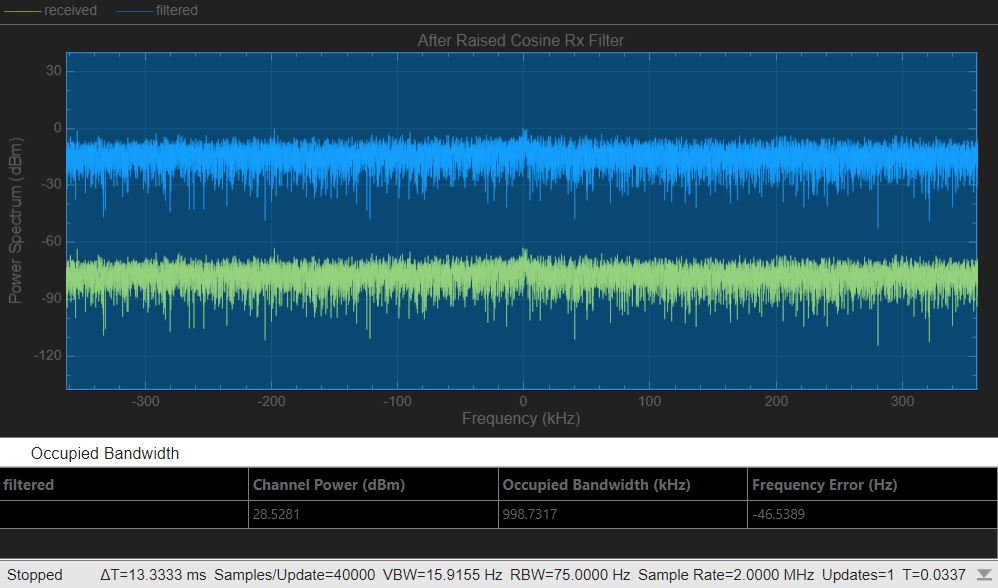 received filtered
After Raised Cosine Rx Filter
Power Spectrum (dBm)
30
0
-30
-60
-90
-120
-300 -200 -100 0 100 200 300
Frequency (kHz)
Occupied Bandwidth
filtered Channel Power (dBm) Occupied Bandwidth (kHz) Frequency Error (Hz)
28.5281 998.7317 -46.5389
Stopped ΔT=13.3333 ms Samples/Update=40000 VBW=15.9155 Hz RBW=75.0000 Hz Sample Rate=2.0000 MHz Updates=1 T=0.0337